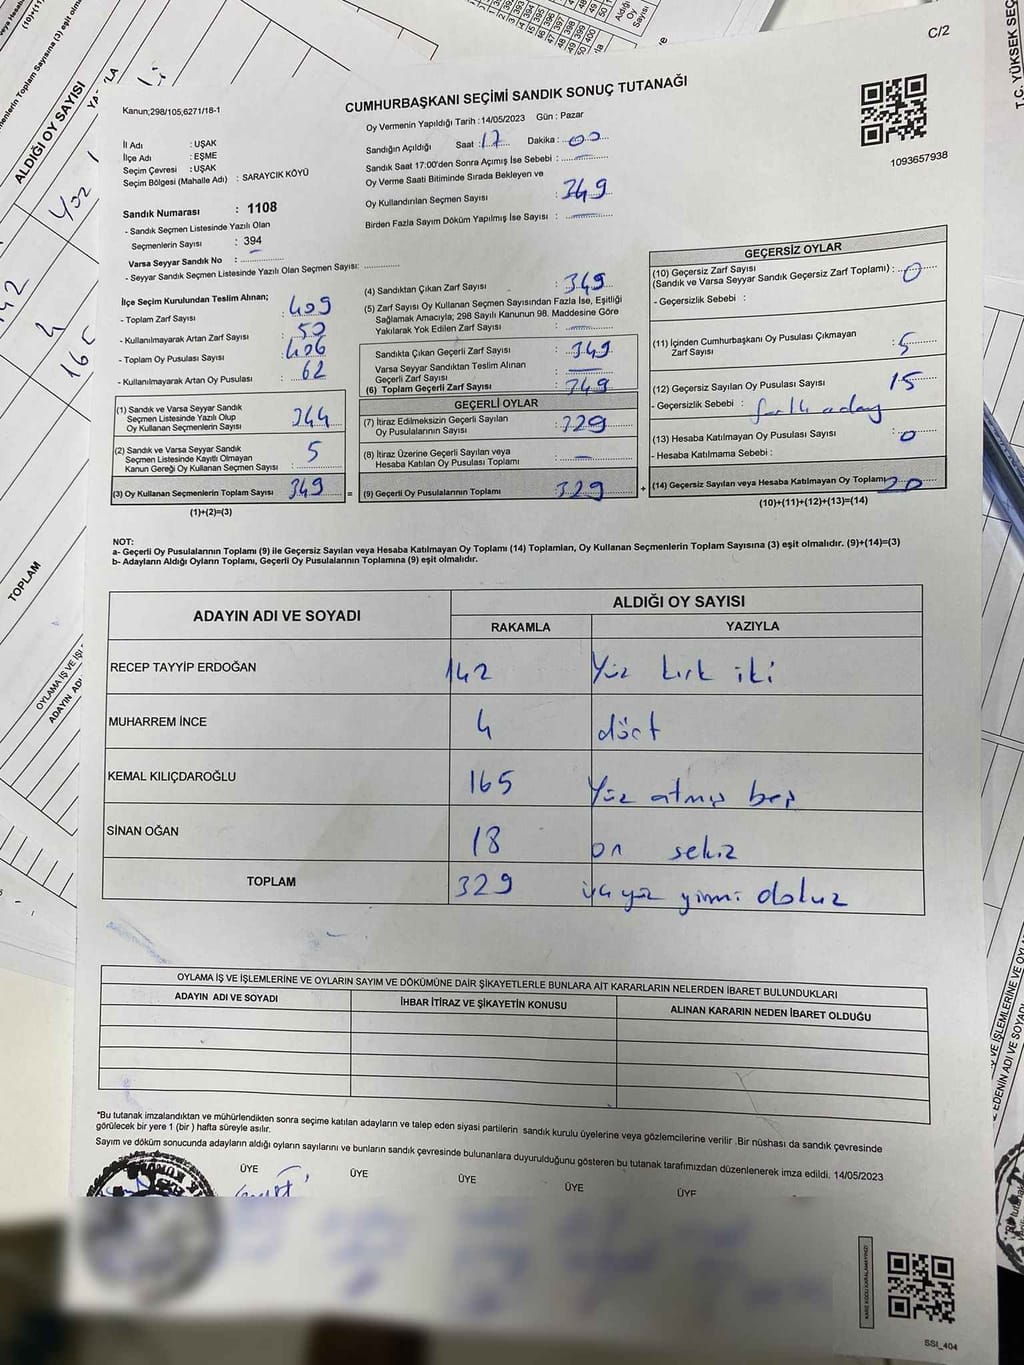 C/2
CUMHURBAŞKANI SEÇİMİ SANDIK SONUÇ TUTANAĞI
Kanun;298/105,6271/18-1
Oy Vermenin Yapıldığı Tarih :14/05/2023 Gün : Pazar
Sandığın Açıldığı Saat : 17 Dakika : 00
Sandık Saat 17:00'den Sonra Açımış İse Sebebi :
Oy Verme Saati Bitiminde Sırada Bekleyen ve
Oy Kullandırılan Seçmen Sayısı : 349
Birden Fazla Sayım Döküm Yapılmış İse Sayısı : —
1093657938
İl Adı : UŞAK
İlçe Adı : EŞME
Seçim Çevresi : UŞAK
Seçim Bölgesi (Mahalle Adı) : SARAYCIK KÖYÜ
Sandık Numarası : 1108
- Sandık Seçmen Listesinde Yazılı Olan
Seçmenlerin Sayısı : 394
Varsa Seyyar Sandık No : —
- Seyyar Sandık Seçmen Listesinde Yazılı Olan Seçmen Sayısı: ..............
İlçe Seçim Kurulundan Teslim Alınan;
- Toplam Zarf Sayısı : 409
- Kullanılmayarak Artan Zarf Sayısı : 50
- Toplam Oy Pusulası Sayısı : 406
- Kullanılmayarak Artan Oy Pusulası : 62
(1) Sandık ve Varsa Seyyar Sandık
Seçmen Listesinde Yazılı Olup
Oy Kullanan Seçmenlerin Sayısı : 344
(2) Sandık ve Varsa Seyyar Sandık
Seçmen Listesinde Kayıtlı Olmayan
Kanun Gereği Oy Kullanan Seçmen Sayısı : 5
(3) Oy Kullanan Seçmenlerin Toplam Sayısı : 349 =
(1)+(2)=(3)
(4) Sandıktan Çıkan Zarf Sayısı : 349
(5) Zarf Sayısı Oy Kullanan Seçmen Sayısından Fazla İse, Eşitliği
Sağlamak Amacıyla; 298 Sayılı Kanunun 98. Maddesine Göre
Yakılarak Yok Edilen Zarf Sayısı : —
Sandıkta Çıkan Geçerli Zarf Sayısı : 349
Varsa Seyyar Sandıktan Teslim Alınan
Geçerli Zarf Sayısı : —
(6) Toplam Geçerli Zarf Sayısı : 349
GEÇERLİ OYLAR
(7) İtiraz Edilmeksizin Geçerli Sayılan
Oy Pusulalarının Sayısı : 329
(8) İtiraz Üzerine Geçerli Sayılan veya
Hesaba Katılan Oy Pusulası Toplamı : —
(9) Geçerli Oy Pusulalarının Toplamı 329 +
GEÇERSİZ OYLAR
(10) Geçersiz Zarf Sayısı
(Sandık ve Varsa Seyyar Sandık Geçersiz Zarf Toplamı) : 0
- Geçersizlik Sebebi :
(11) İçinden Cumhurbaşkanı Oy Pusulası Çıkmayan
Zarf Sayısı : 5
(12) Geçersiz Sayılan Oy Pusulası Sayısı 15
- Geçersizlik Sebebi : farklı aday
(13) Hesaba Katılmayan Oy Pusulası Sayısı : 0
- Hesaba Katılmama Sebebi :
(14) Geçersiz Sayılan veya Hesaba Katılmayan Oy Toplamı 20
(10)+(11)+(12)+(13)=(14)
NOT:
a- Geçerli Oy Pusulalarının Toplamı (9) ile Geçersiz Sayılan veya Hesaba Katılmayan Oy Toplamı (14) Toplamları, Oy Kullanan Seçmenlerin Toplam Sayısına (3) eşit olmalıdır. (9)+(14)=(3)
b- Adayların Aldığı Oyların Toplamı, Geçerli Oy Pusulalarının Toplamına (9) eşit olmalıdır.
ADAYIN ADI VE SOYADI
ALDIĞI OY SAYISI
RAKAMLA YAZIYLA
RECEP TAYYİP ERDOĞAN 142 Yüz kırk iki
MUHARREM İNCE 4 dört
KEMAL KILIÇDAROĞLU 165 Yüz atmış beş
SİNAN OĞAN 18 on sekiz
TOPLAM 329 üç yüz yirmi dokuz
OYLAMA İŞ VE İŞLEMLERİNE VE OYLARIN SAYIM VE DÖKÜMÜNE DAİR ŞİKAYETLERLE BUNLARA AİT KARARLARIN NELERDEN İBARET BULUNDUKLARI
ADAYIN ADI VE SOYADI İHBAR İTİRAZ VE ŞİKAYETİN KONUSU ALINAN KARARIN NEDEN İBARET OLDUĞU
*Bu tutanak imzalandıktan ve mühürlendikten sonra seçime katılan adayların ve talep eden siyasi partilerin sandık kurulu üyelerine veya gözlemcilerine verilir .Bir nüshası da sandık çevresinde
görülecek bir yere 1 (bir ) hafta süreyle asılır.
Sayım ve döküm sonucunda adayların aldığı oyların sayılarını ve bunların sandık çevresinde bulunanlara duyurulduğunu gösteren bu tutanak tarafımızdan düzenlenerek imza edildi. 14/05/2023
ÜYE ÜYE ÜYE ÜYE ÜYE
SSİ_404
ALDIĞI OY SAYISI
TOPLAM
T.C. YÜKSEK SEÇ